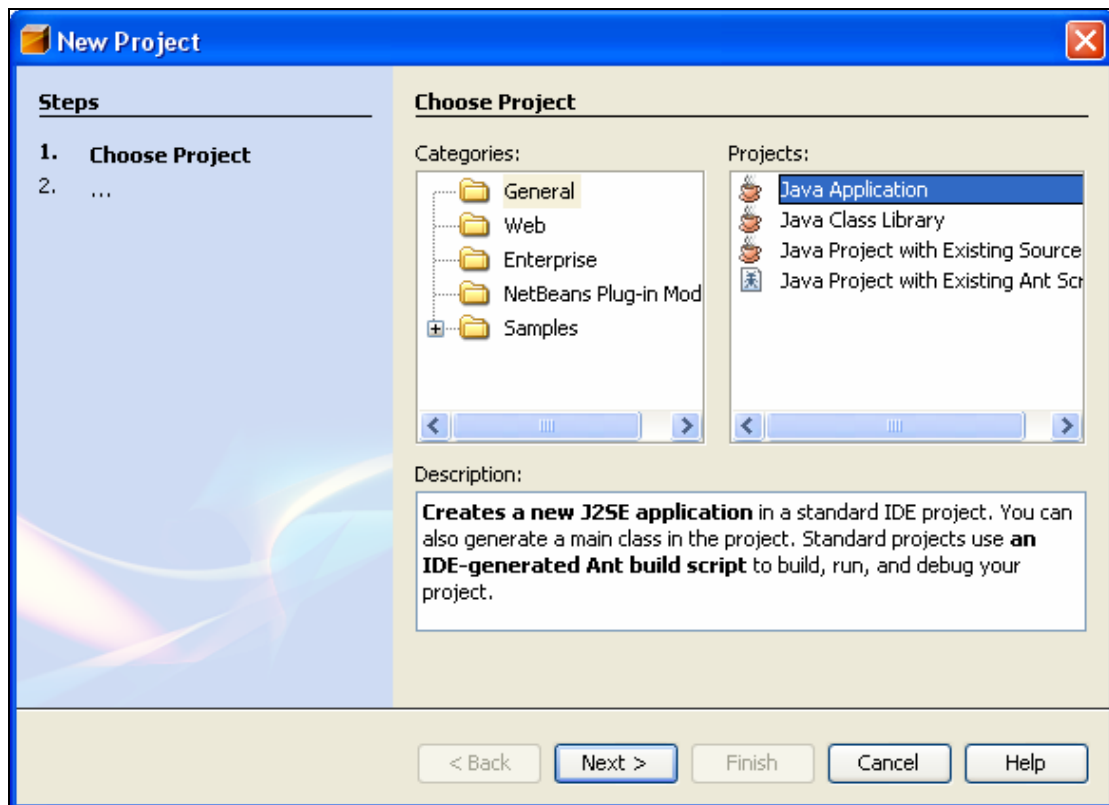 New Project
Steps
1. Choose Project
2. ...
Choose Project
Categories:
General
Web
Enterprise
NetBeans Plug-in Mod
Samples
Projects:
Java Application
Java Class Library
Java Project with Existing Source
Java Project with Existing Ant Scr
Description:
Creates a new J2SE application in a standard IDE project. You can
also generate a main class in the project. Standard projects use an
IDE-generated Ant build script to build, run, and debug your
project.
< Back
Next >
Finish
Cancel
Help